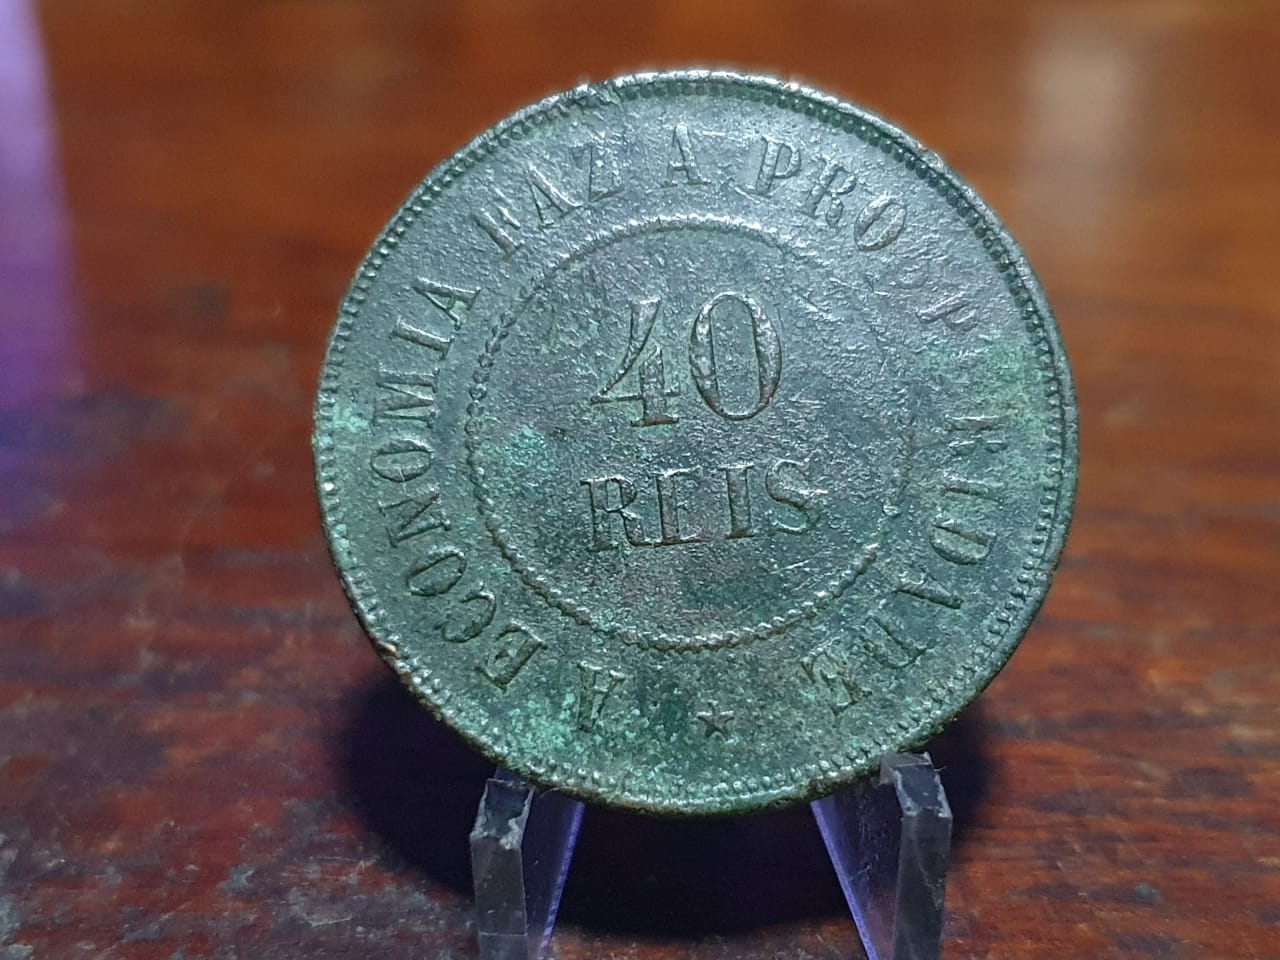 A ECONOMIA FAZ A PROSPERIDADE
40
REIS